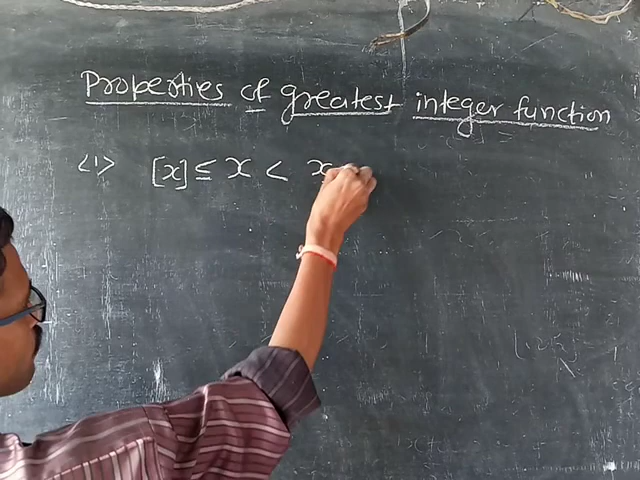 Properties of greatest integer function
<1> [x] ≤ x < x